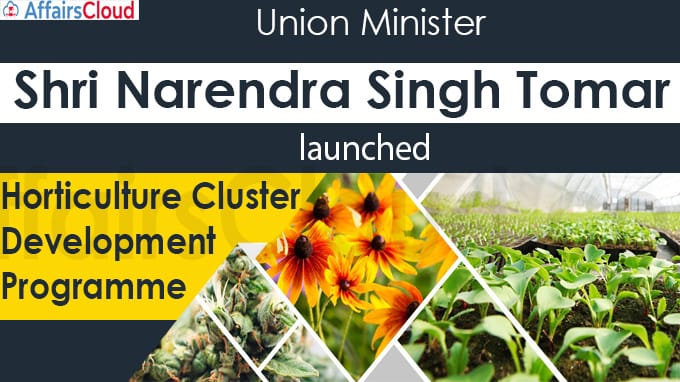 AffairsCloud
Union Minister
Shri Narendra Singh Tomar
launched
Horticulture Cluster
Development
Programme